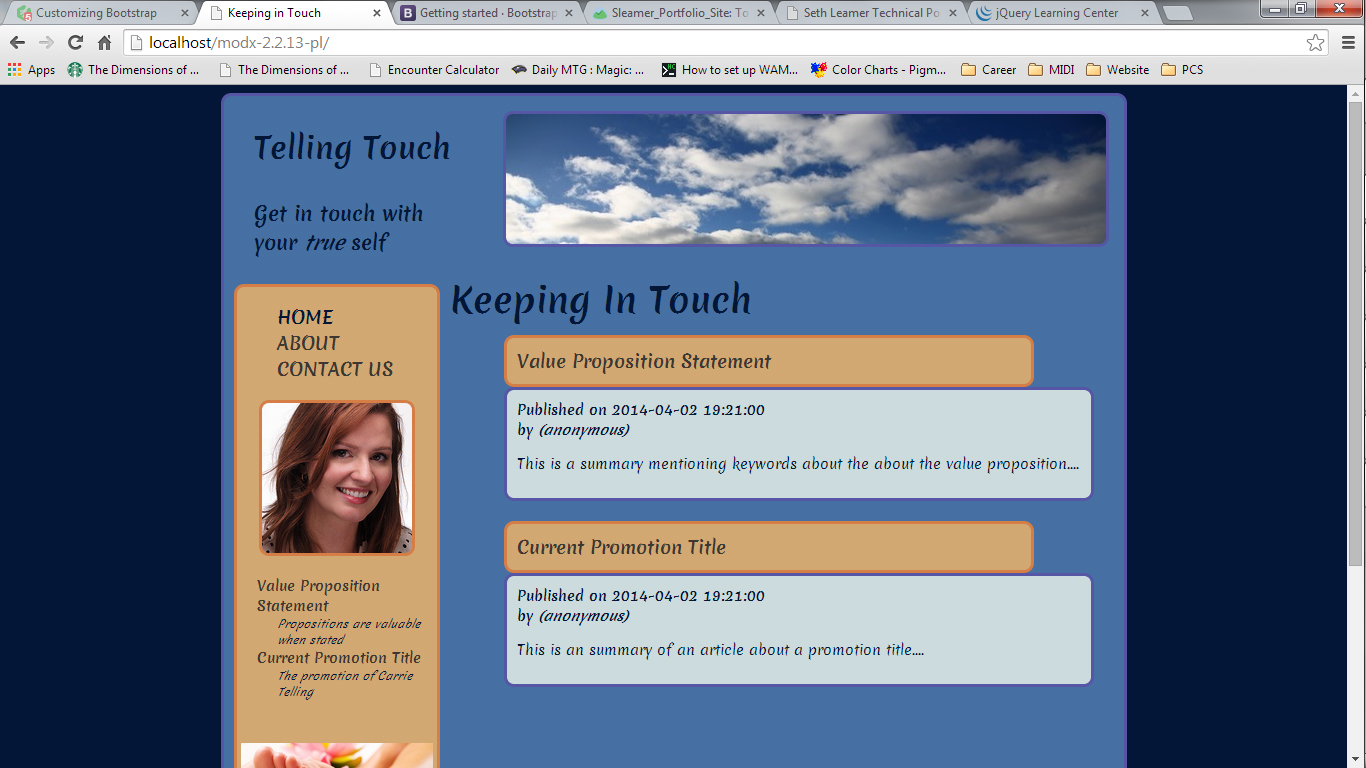 Customizing Bootstrap
Keeping in Touch
Getting started · Bootstrap
Sleamer_Portfolio_Site: To
Seth Learner Technical Po
jQuery Learning Center
localhost/modx-2.2.13-pl/
Apps
The Dimensions of ...
The Dimensions of ...
Encounter Calculator
Daily MTG : Magic: ...
How to set up WAM...
Color Charts - Pigm...
Career
MIDI
Website
PCS
Telling Touch
Get in touch with
your true self
HOME
ABOUT
CONTACT US
Value Proposition
Statement
Propositions are valuable
when stated
Current Promotion Title
The promotion of Carrie
Telling
Keeping In Touch
Value Proposition Statement
Published on 2014-04-02 19:21:00
by (anonymous)
This is a summary mentioning keywords about the about the value proposition....
Current Promotion Title
Published on 2014-04-02 19:21:00
by (anonymous)
This is an summary of an article about a promotion title....